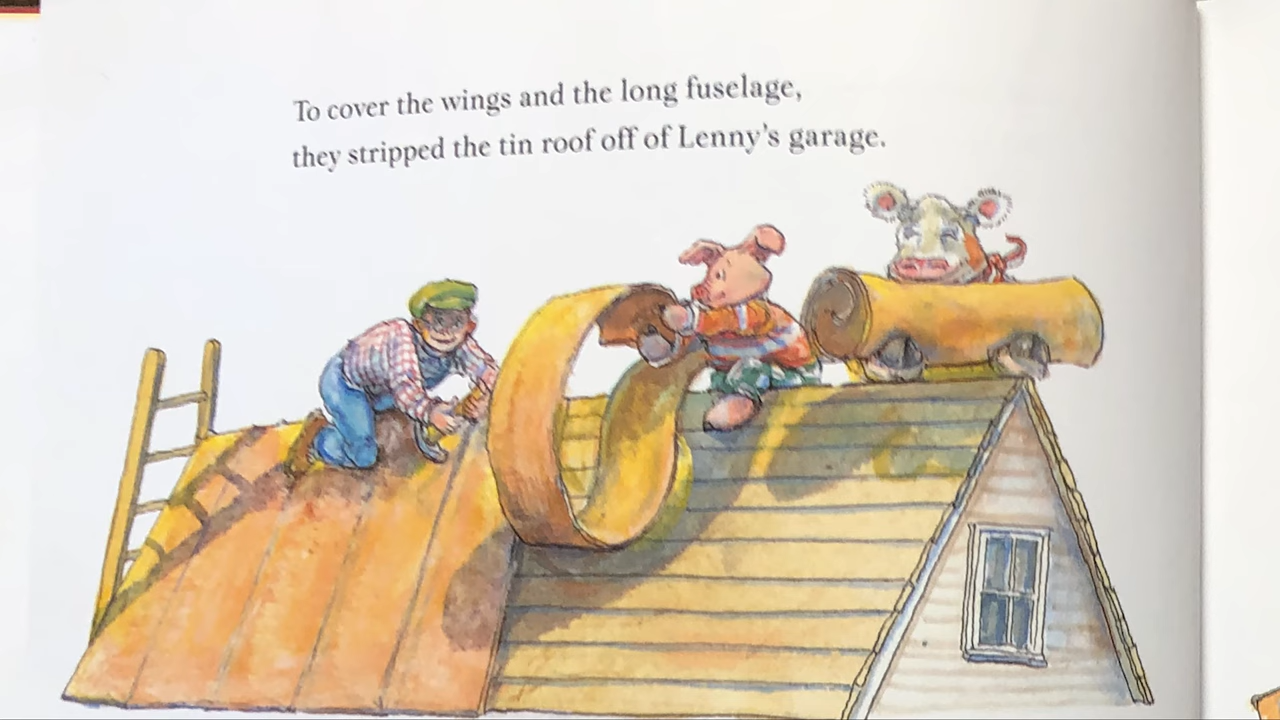 To cover the wings and the long fuselage,
they stripped the tin roof off of Lenny's garage.